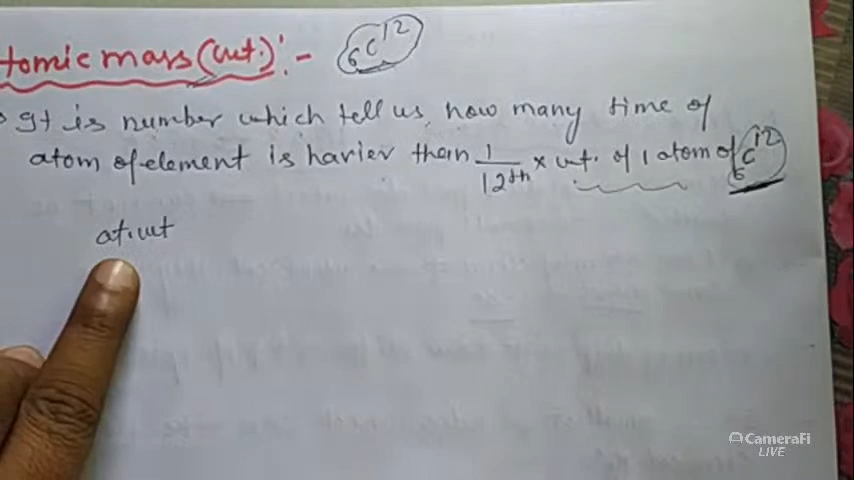 tomic mass (wt.) :- ₆C¹²
It is number which tell us, how many time of
atom of element is havier than 1/12th × wt. of 1 atom of ₆C¹²
at.wt
CameraFi
LIVE